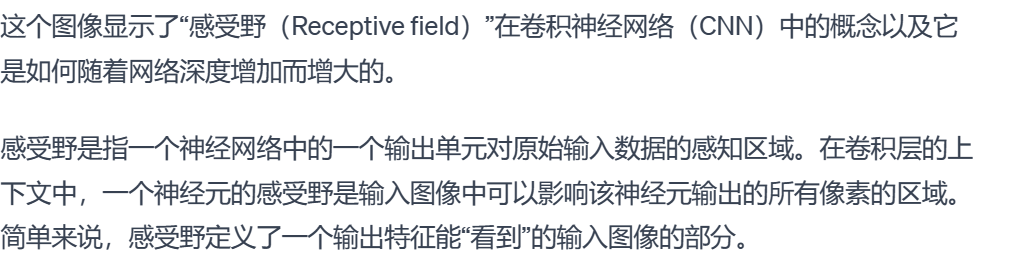 这个图像显示了“感受野（Receptive field）”在卷积神经网络（CNN）中的概念以及它
是如何随着网络深度增加而增大的。
感受野是指一个神经网络中的一个输出单元对原始输入数据的感知区域。在卷积层的上
下文中，一个神经元的感受野是输入图像中可以影响该神经元输出的所有像素的区域。
简单来说，感受野定义了一个输出特征能“看到”的输入图像的部分。